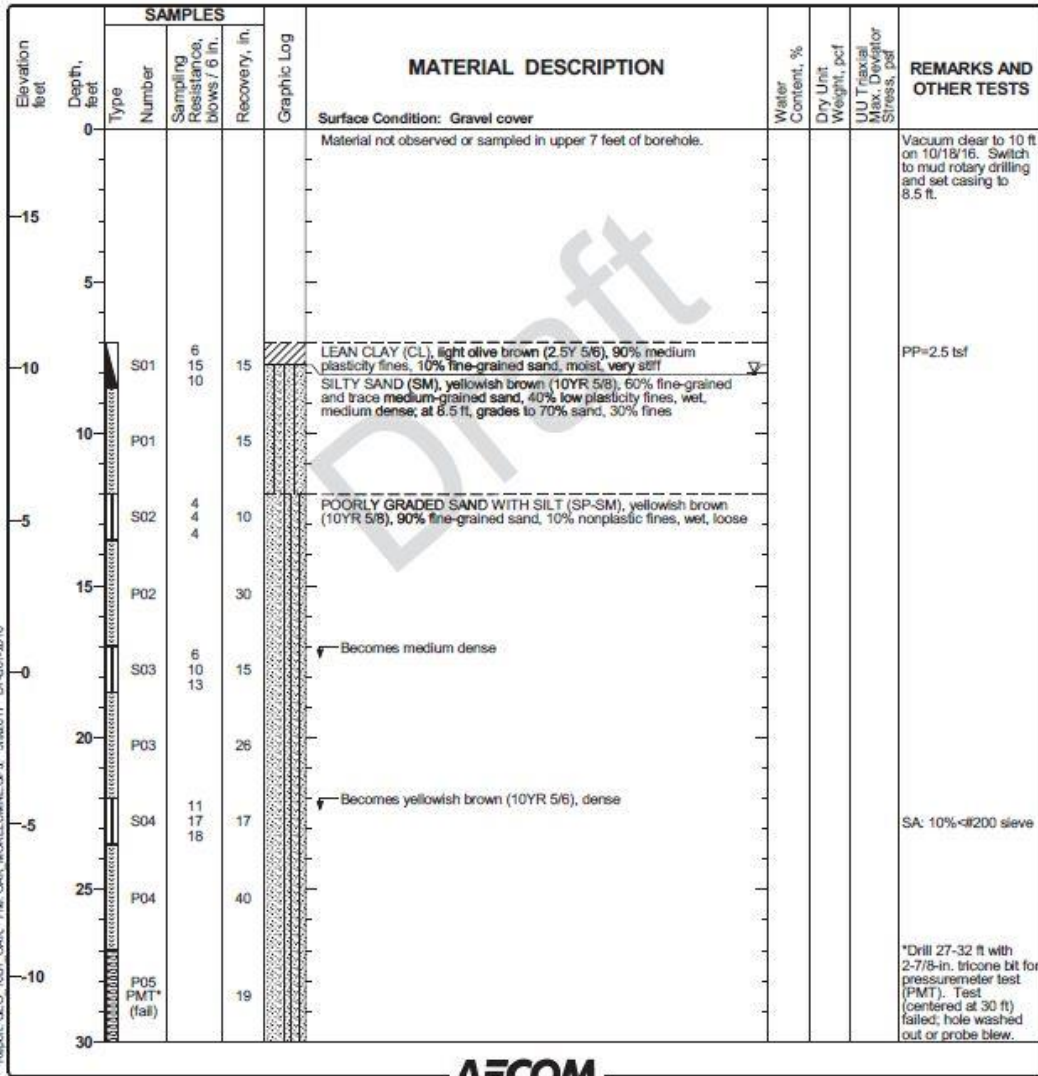 SAMPLES
Elevation feet
Depth, feet
Type
Number
Sampling Resistance, blows / 6 in.
Recovery, in.
Graphic Log
MATERIAL DESCRIPTION
Surface Condition: Gravel cover
Water Content, %
Dry Unit Weight, pcf
UU Triaxial Max. Deviator Stress, psf
REMARKS AND
OTHER TESTS
0
Material not observed or sampled in upper 7 feet of borehole.
Vacuum clear to 10 ft
on 10/18/16. Switch
to mud rotary drilling
and set casing to
8.5 ft.
-15
5
-10
S01
6
15
10
15
LEAN CLAY (CL), light olive brown (2.5Y 5/6), 90% medium
plasticity fines, 10% fine-grained sand, moist, very stiff
PP=2.5 tsf
SILTY SAND (SM), yellowish brown (10YR 5/8), 60% fine-grained
and trace medium-grained sand, 40% low plasticity fines, wet,
medium dense; at 8.5 ft, grades to 70% sand, 30% fines
10
P01
15
-5
S02
4
4
4
10
POORLY GRADED SAND WITH SILT (SP-SM), yellowish brown
(10YR 5/8), 90% fine-grained sand, 10% nonplastic fines, wet, loose
15
P02
30
Becomes medium dense
-0
S03
6
10
13
15
20
P03
26
Becomes yellowish brown (10YR 5/6), dense
-5
S04
11
17
18
17
SA: 10%<#200 sieve
25
P04
40
-10
P05
PMT*
(fail)
19
*Drill 27-32 ft with
2-7/8-in. tricone bit for
pressuremeter test
(PMT). Test
(centered at 30 ft)
failed; hole washed
out or probe blew.
30
Draft
AECOM